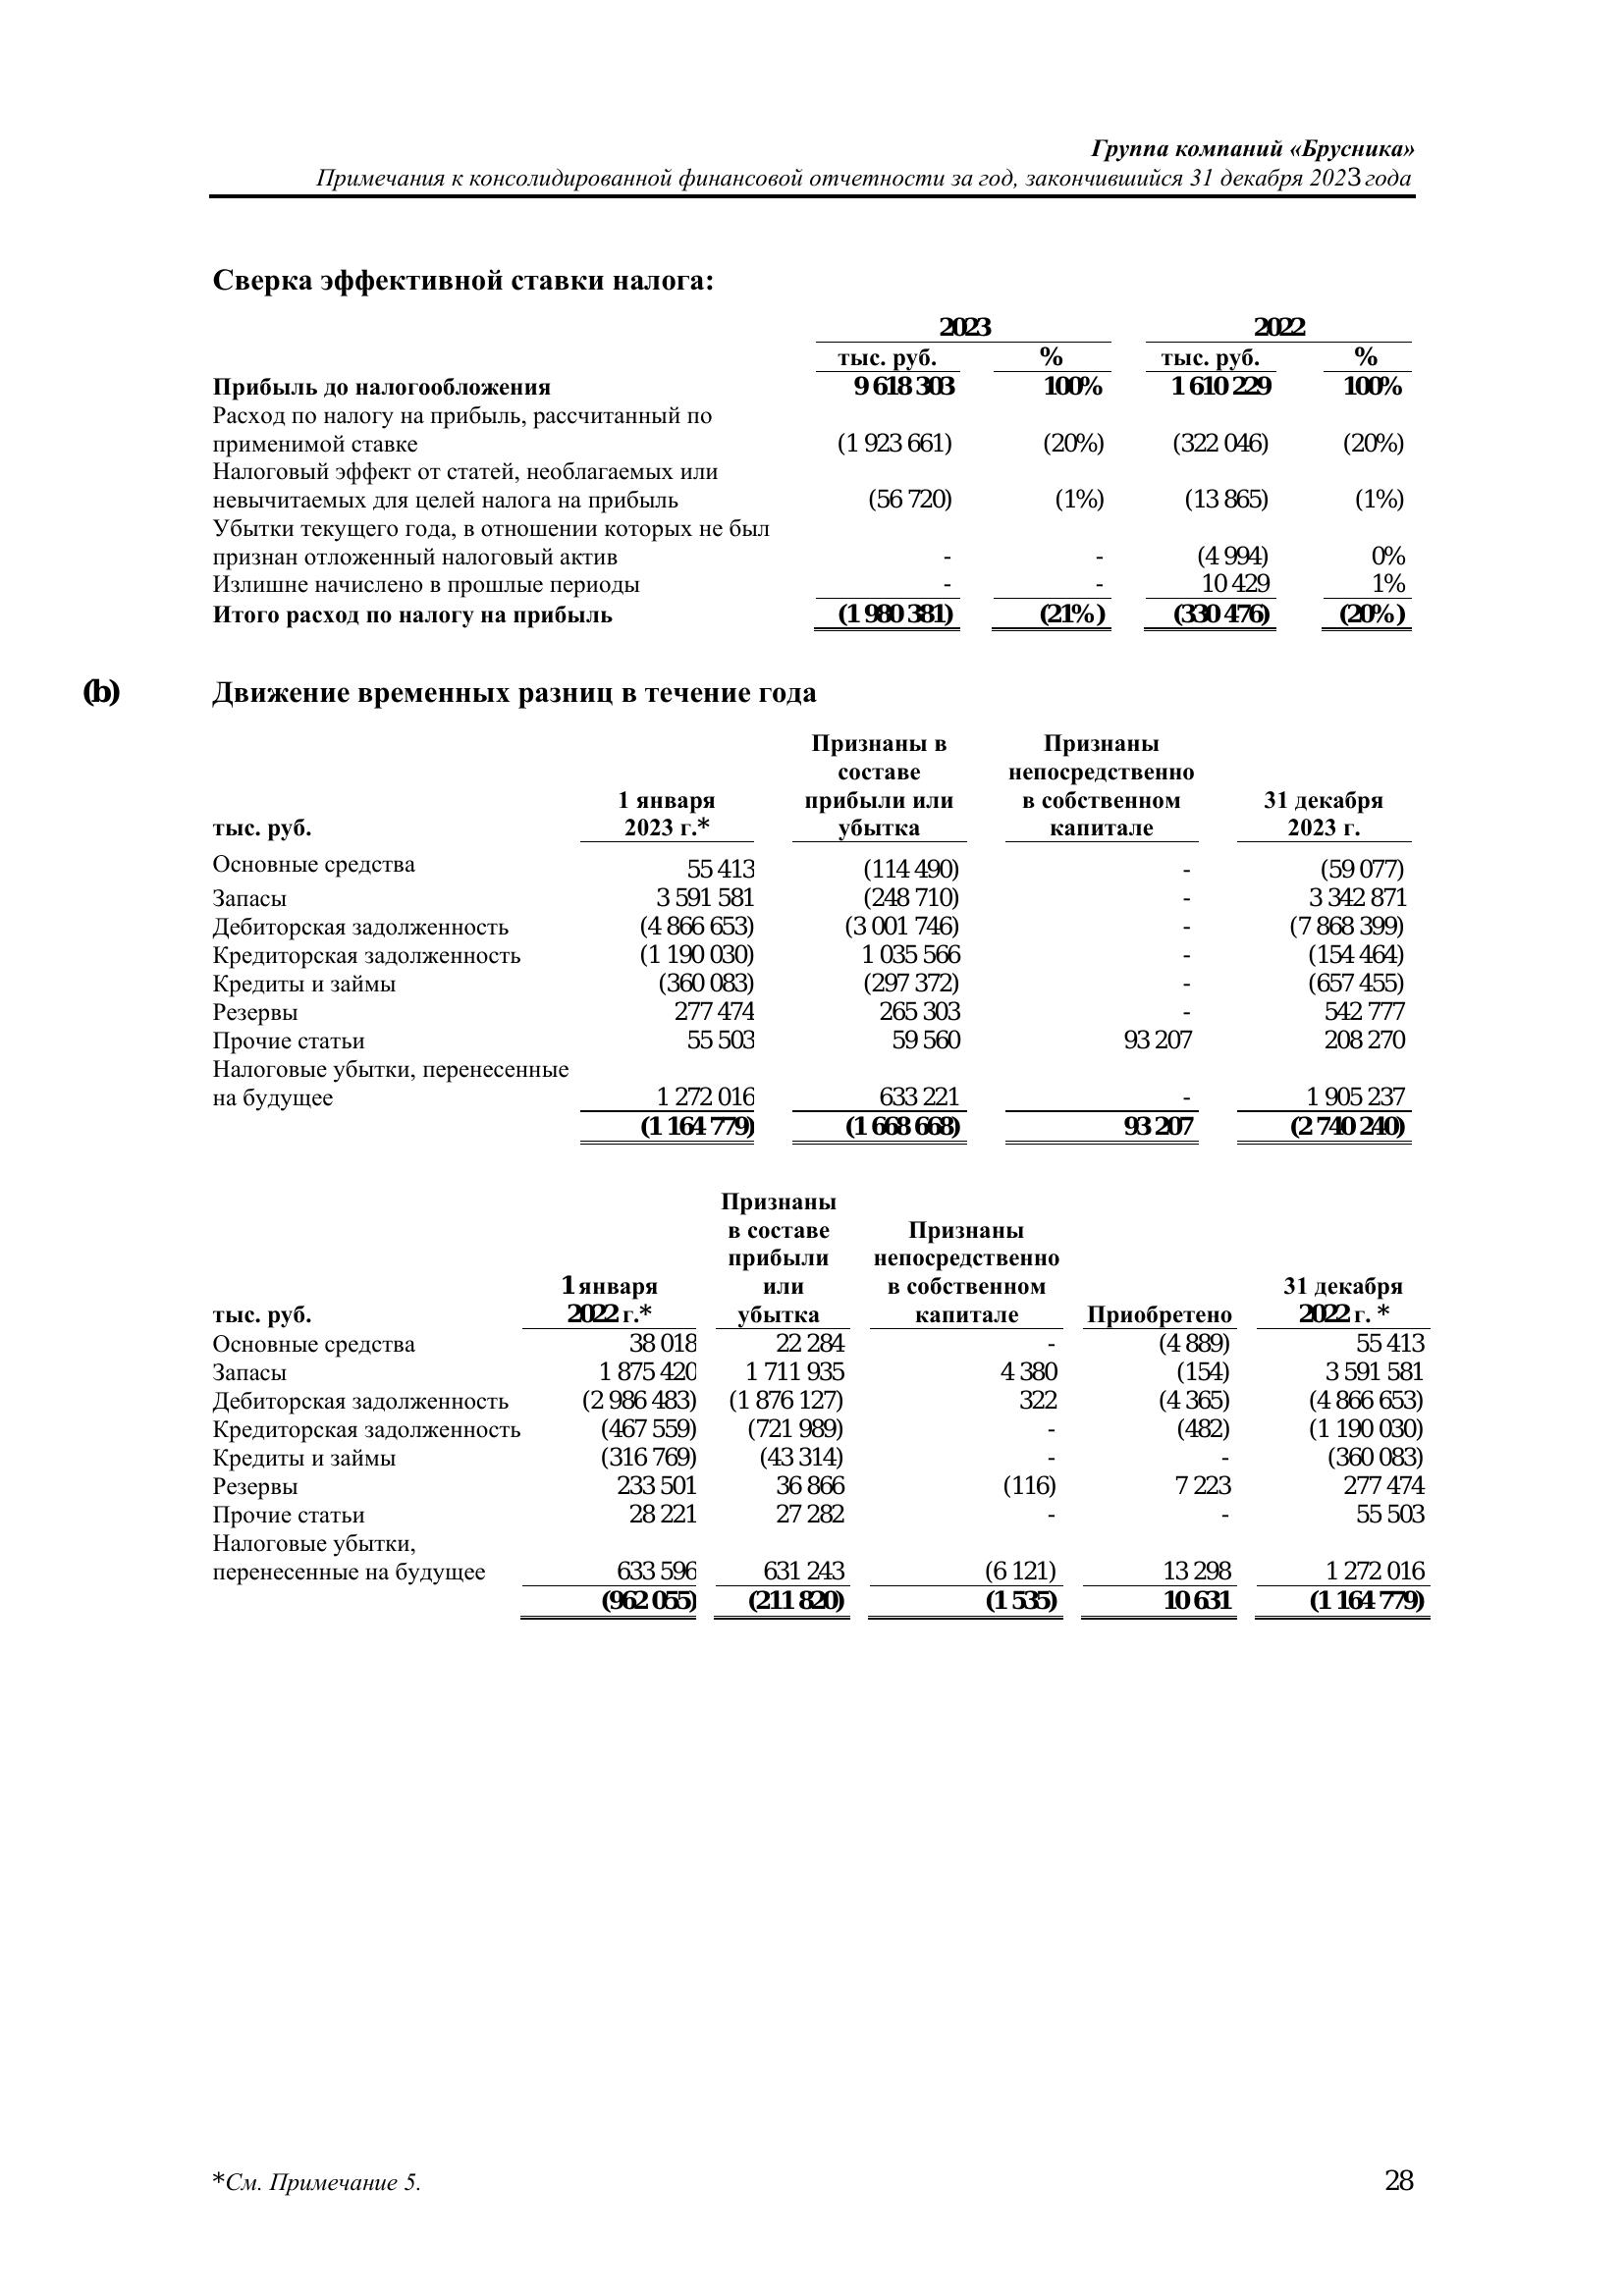 Группа компаний «Брусника»
Примечания к консолидированной финансовой отчетности за год, закончившийся 31 декабря 2023 года
Сверка эффективной ставки налога:
2023 2022
тыс. руб. % тыс. руб. %
Прибыль до налогообложения 9 618 303 100% 1 610 229 100%
Расход по налогу на прибыль, рассчитанный по
применимой ставке (1 923 661) (20%) (322 046) (20%)
Налоговый эффект от статей, необлагаемых или
невычитаемых для целей налога на прибыль (56 720) (1%) (13 865) (1%)
Убытки текущего года, в отношении которых не был
признан отложенный налоговый актив - - (4 994) 0%
Излишне начислено в прошлые периоды - - 10 429 1%
Итого расход по налогу на прибыль (1 980 381) (21%) (330 476) (20%)
(b) Движение временных разниц в течение года
Признаны в Признаны
составе непосредственно
1 января прибыли или в собственном 31 декабря
тыс. руб. 2023 г.* убытка капитале 2023 г.
Основные средства 55 413 (114 490) - (59 077)
Запасы 3 591 581 (248 710) - 3 342 871
Дебиторская задолженность (4 866 653) (3 001 746) - (7 868 399)
Кредиторская задолженность (1 190 030) 1 035 566 - (154 464)
Кредиты и займы (360 083) (297 372) - (657 455)
Резервы 277 474 265 303 - 542 777
Прочие статьи 55 503 59 560 93 207 208 270
Налоговые убытки, перенесенные
на будущее 1 272 016 633 221 - 1 905 237
(1 164 779) (1 668 668) 93 207 (2 740 240)
Признаны
в составе Признаны
прибыли непосредственно
1 января или в собственном 31 декабря
тыс. руб. 2022 г.* убытка капитале Приобретено 2022 г. *
Основные средства 38 018 22 284 - (4 889) 55 413
Запасы 1 875 420 1 711 935 4 380 (154) 3 591 581
Дебиторская задолженность (2 986 483) (1 876 127) 322 (4 365) (4 866 653)
Кредиторская задолженность (467 559) (721 989) - (482) (1 190 030)
Кредиты и займы (316 769) (43 314) - - (360 083)
Резервы 233 501 36 866 (116) 7 223 277 474
Прочие статьи 28 221 27 282 - - 55 503
Налоговые убытки,
перенесенные на будущее 633 596 631 243 (6 121) 13 298 1 272 016
(962 055) (211 820) (1 535) 10 631 (1 164 779)
*См. Примечание 5. 28